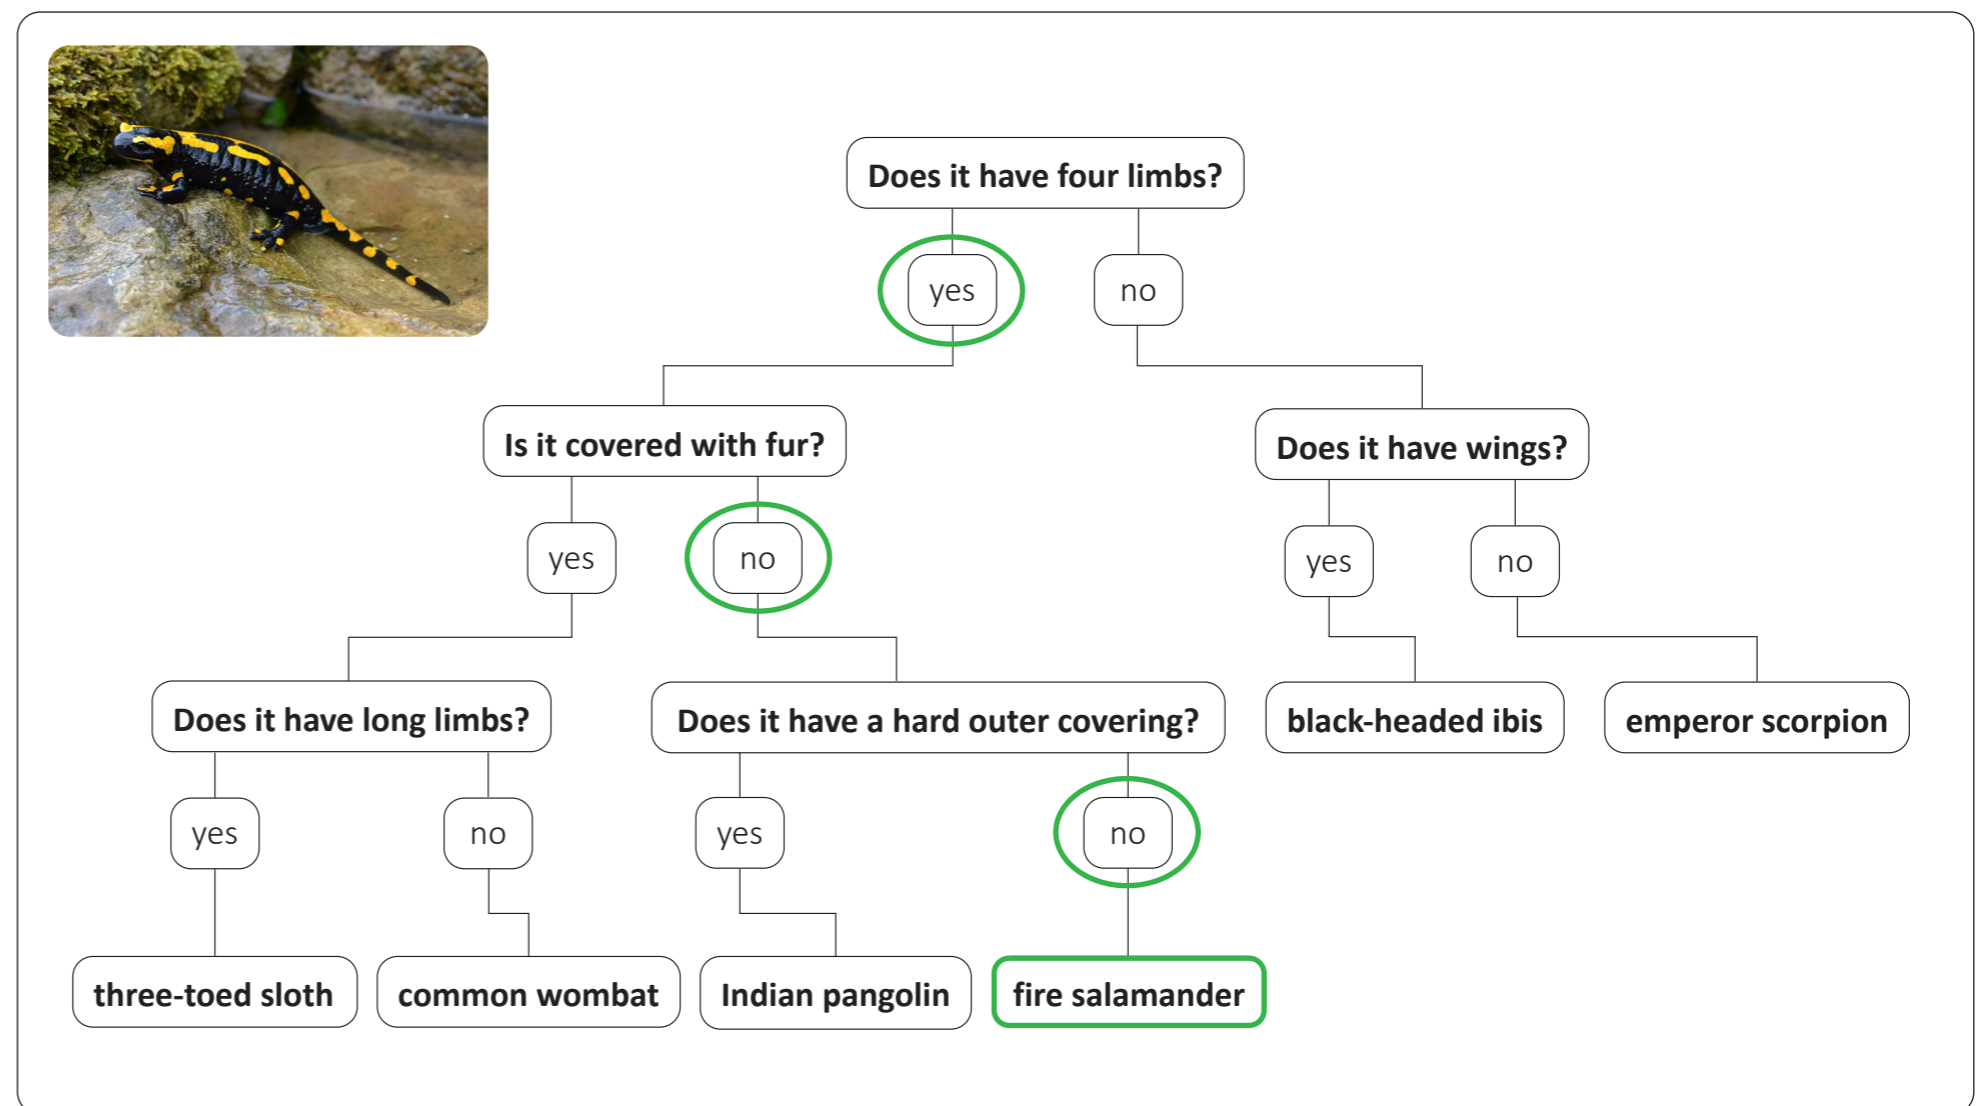 Does it have four limbs?
yes
no
Is it covered with fur?
Does it have wings?
yes
no
yes
no
Does it have long limbs?
Does it have a hard outer covering?
black-headed ibis
emperor scorpion
yes
no
yes
no
three-toed sloth
common wombat
Indian pangolin
fire salamander